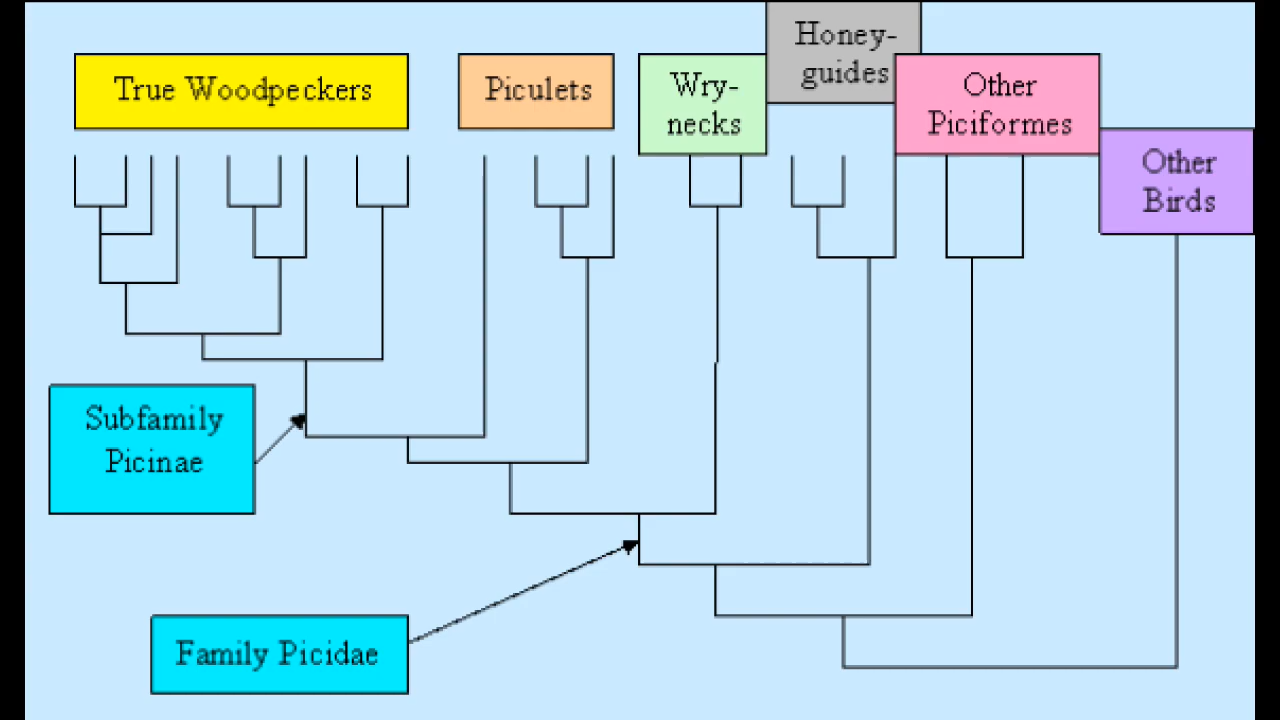 Honey-
guides
True Woodpeckers
Piculets
Wry-
necks
Other
Piciformes
Other
Birds
Subfamily
Picinae
Family Picidae